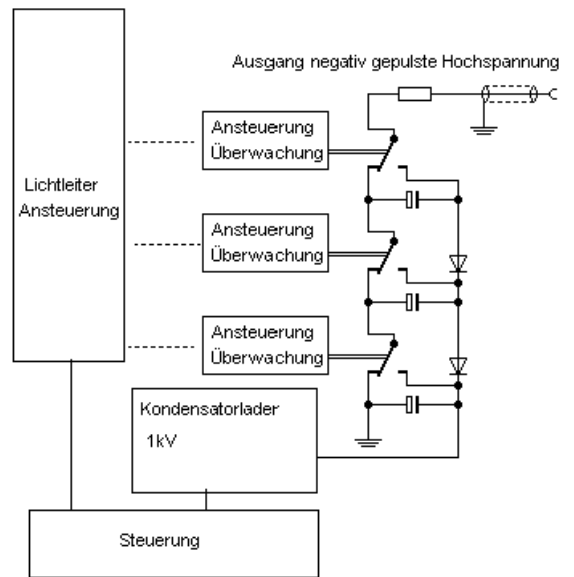 Ausgang negativ gepulste Hochspannung
Ansteuerung
Überwachung
Lichtleiter
Ansteuerung
Ansteuerung
Überwachung
Ansteuerung
Überwachung
Kondensatorlader
1kV
Steuerung